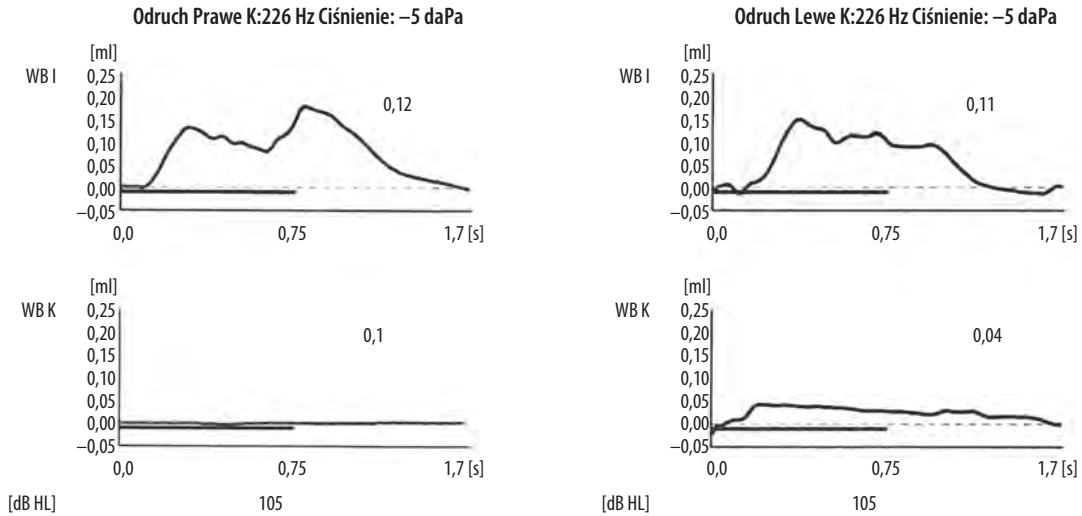 Odruch Prawe K:226 Hz Ciśnienie: –5 daPa
[ml]
WB I
0,25
0,20
0,15
0,10
0,05
0,00
–0,05
0,12
0,0 0,75 1,7 [s]
[ml]
WB K
0,25
0,20
0,15
0,10
0,05
0,00
–0,05
0,1
0,0 0,75 1,7 [s]
[dB HL] 105
Odruch Lewe K:226 Hz Ciśnienie: –5 daPa
[ml]
WB I
0,25
0,20
0,15
0,10
0,05
0,00
–0,05
0,11
0,0 0,75 1,7 [s]
[ml]
WB K
0,25
0,20
0,15
0,10
0,05
0,00
–0,05
0,04
0,0 0,75 1,7 [s]
[dB HL] 105